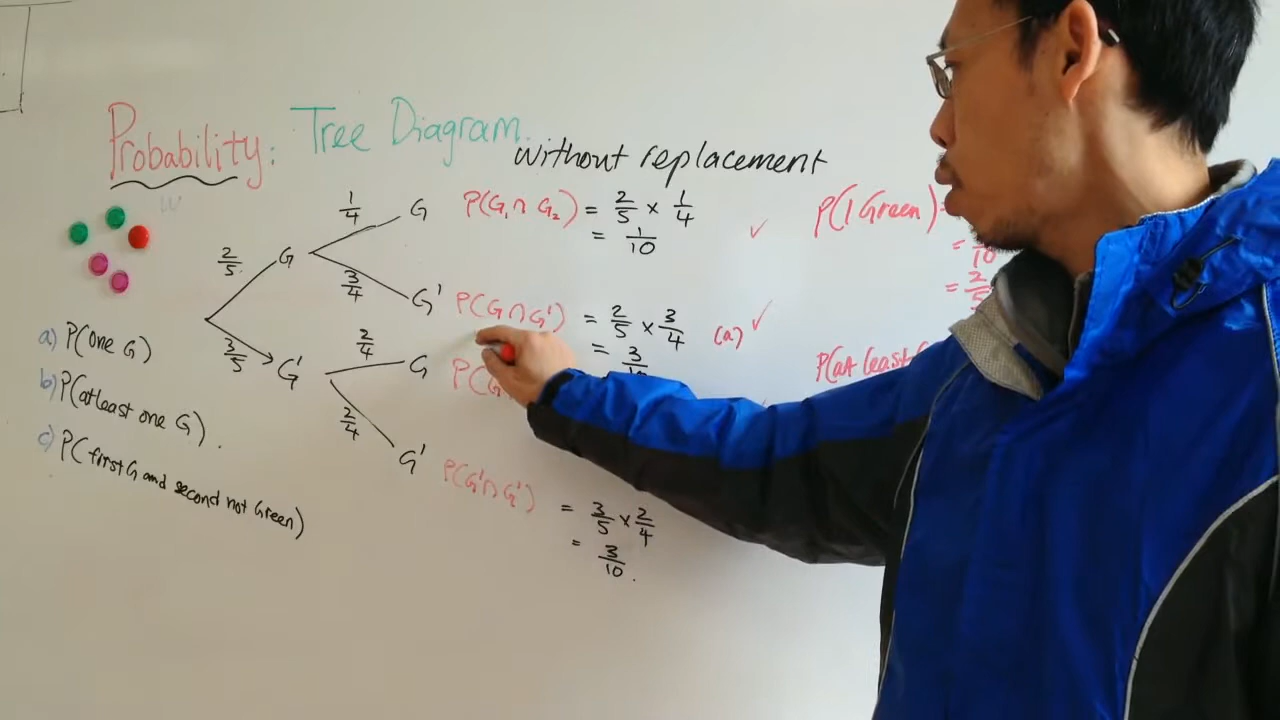 Probability: Tree Diagram.
without replacement
1/4 G P(G₁ ∩ G₂) = 2/5 × 1/4
= 1/10
✓
2/5 G
3/4 G' P(G ∩ G') = 2/5 × 3/4 (a) ✓
= 3/
3/5 G'
2/4 G P(G
2/4 G' P(G' ∩ G') = 3/5 × 2/4
= 3/10.
a) P(one G)
b) P(at least one G).
c) P(first G and second not Green)
P(1 Green) =
= /10
= 2/5
P(at least